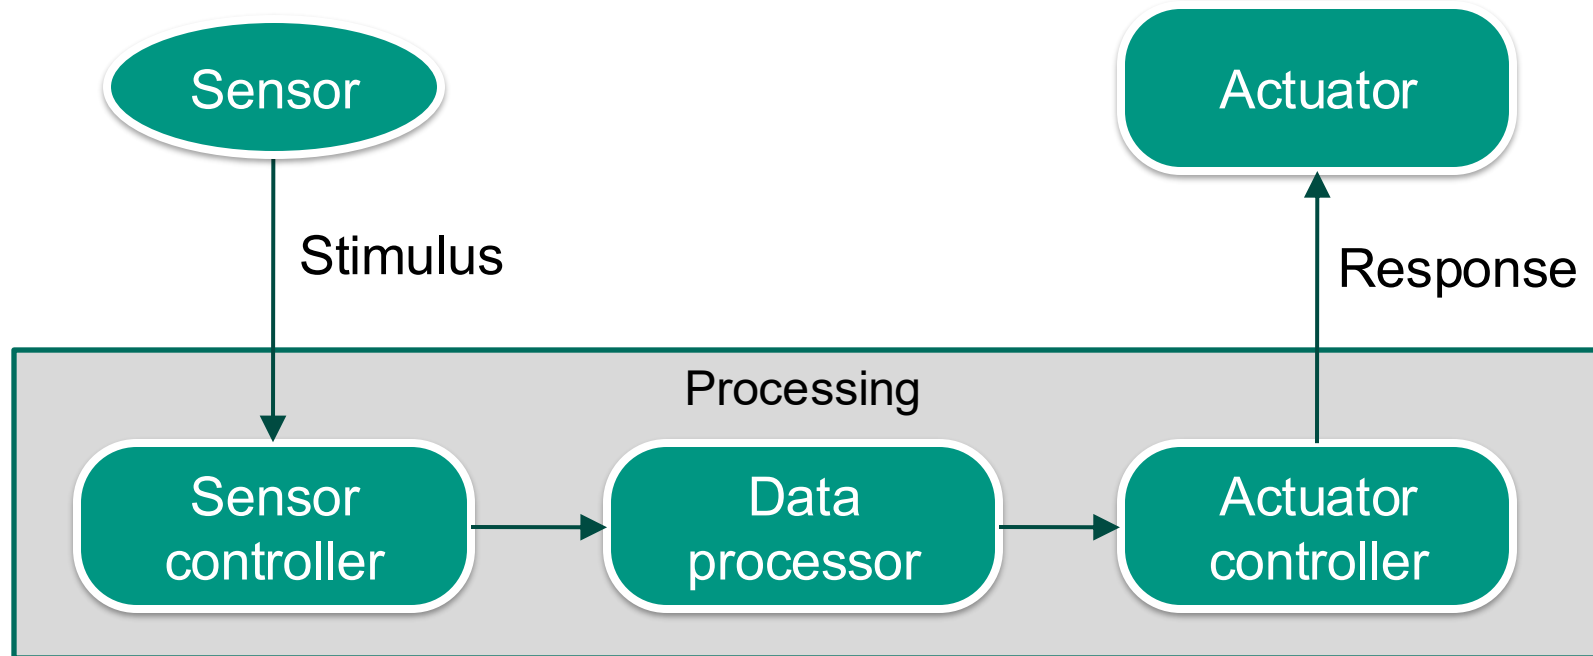 Sensor
Actuator
Stimulus
Response
Processing
Sensor
controller
Data
processor
Actuator
controller